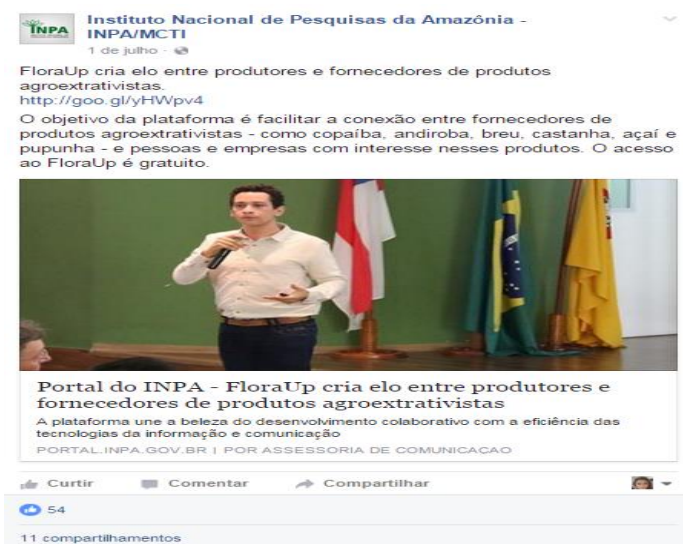 INPA
Instituto Nacional de Pesquisas da Amazônia -
INPA/MCTI
1 de julho ·
FloraUp cria elo entre produtores e fornecedores de produtos
agroextrativistas.
http://goo.gl/yHWpv4
O objetivo da plataforma é facilitar a conexão entre fornecedores de
produtos agroextrativistas - como copaíba, andiroba, breu, castanha, açaí e
pupunha - e pessoas e empresas com interesse nesses produtos. O acesso
ao FloraUp é gratuito.
Portal do INPA - FloraUp cria elo entre produtores e
fornecedores de produtos agroextrativistas
A plataforma une a beleza do desenvolvimento colaborativo com a eficiência das
tecnologias da informação e comunicação
PORTAL.INPA.GOV.BR | POR ASSESSORIA DE COMUNICACAO
Curtir Comentar Compartilhar
54
11 compartilhamentos